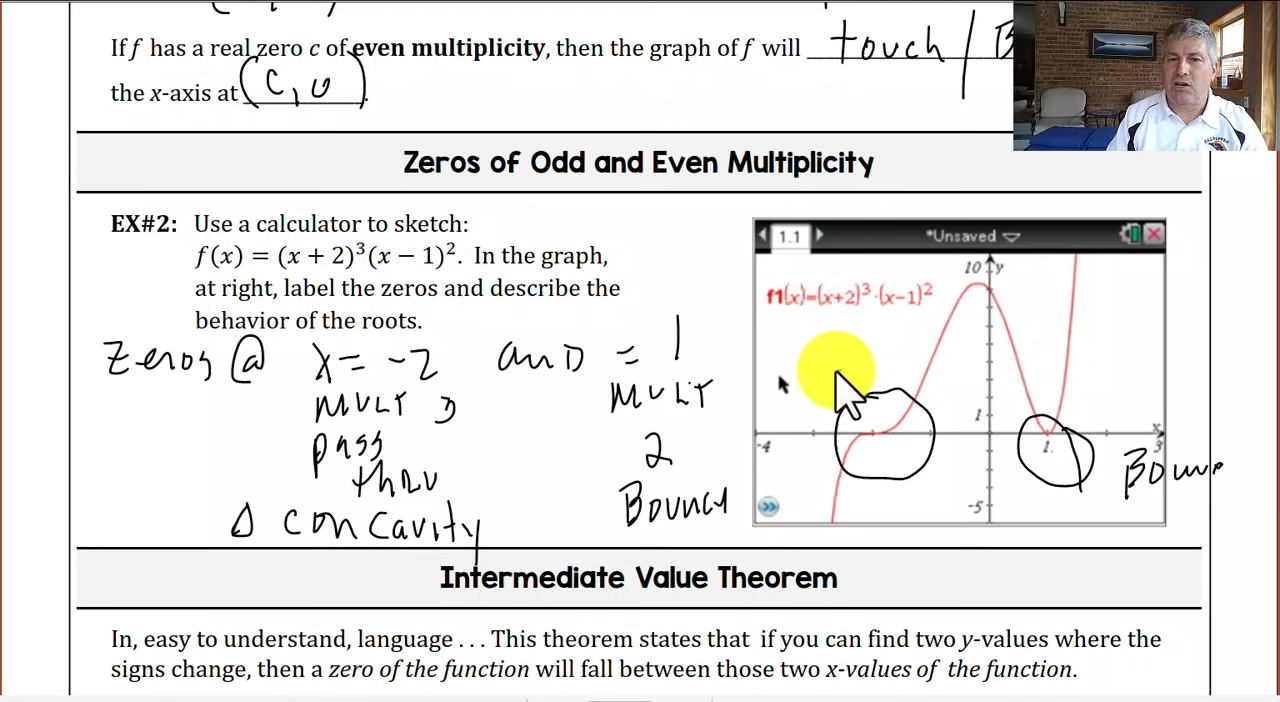 If f has a real zero c of even multiplicity, then the graph of f will touch /
the x-axis at (c, 0).
Zeros of Odd and Even Multiplicity
EX#2: Use a calculator to sketch:
f(x) = (x + 2)³(x − 1)². In the graph,
at right, label the zeros and describe the
behavior of the roots.
Zeros @ x = -2 and = 1
MULT 3 MULT
pass 2
thru Bounce
Δ concavity
1.1 *Unsaved
10 y
f1(x)=(x+2)³·(x−1)²
1
x
-4 1. 3
-5
Intermediate Value Theorem
In, easy to understand, language . . . This theorem states that if you can find two y-values where the
signs change, then a zero of the function will fall between those two x-values of the function.